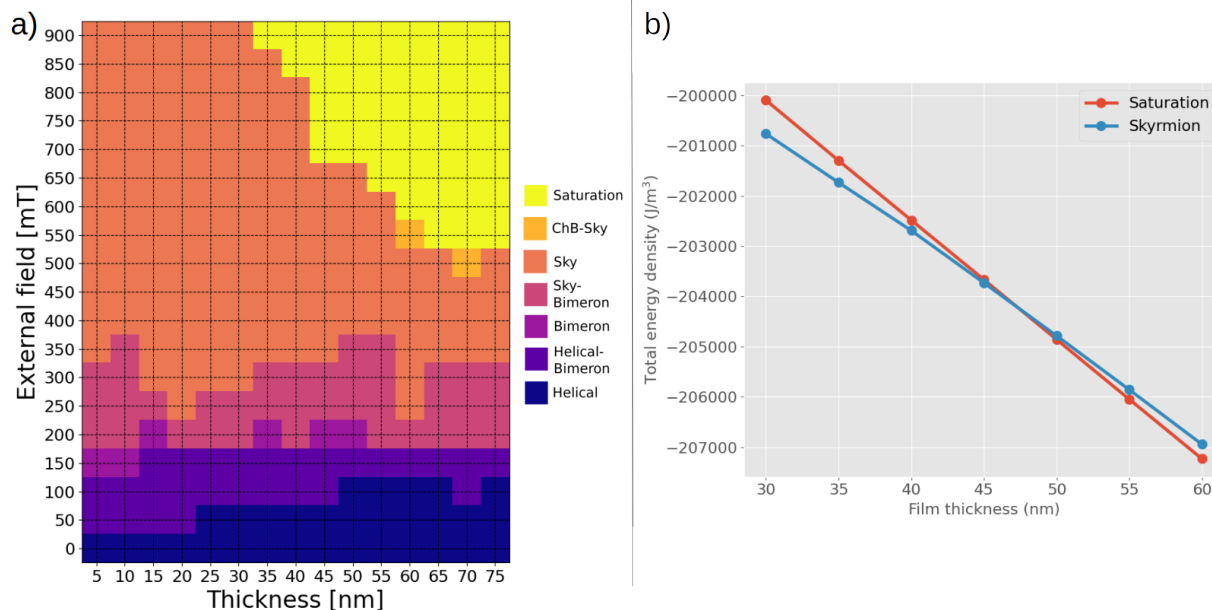 a)
External field [mT]
900
850
800
750
700
650
600
550
500
450
400
350
300
250
200
150
100
50
0
5 10 15 20 25 30 35 40 45 50 55 60 65 70 75
Thickness [nm]
Saturation
ChB-Sky
Sky
Sky-
Bimeron
Bimeron
Helical-
Bimeron
Helical
b)
Total energy density (J/m³)
−200000
−201000
−202000
−203000
−204000
−205000
−206000
−207000
Saturation
Skyrmion
30 35 40 45 50 55 60
Film thickness (nm)